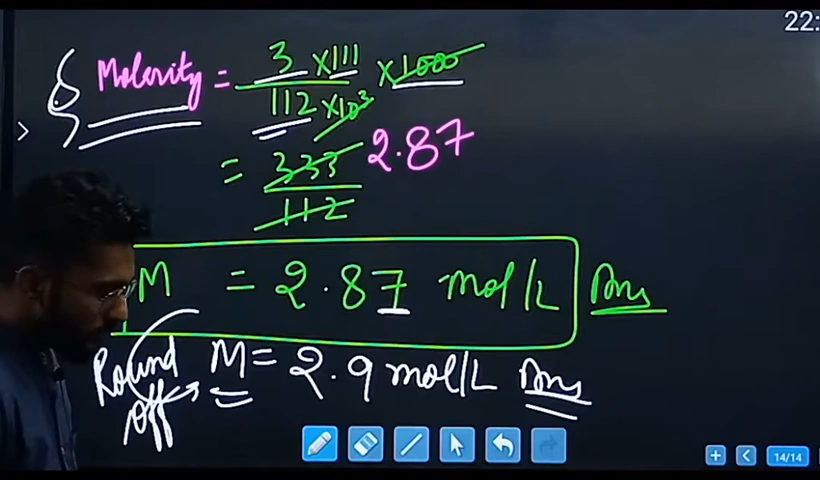 22:
Molerity = 3 ×111 ×1000
112 ×10³
= 333 2.87
112
M = 2.87 mol/L Ans
Round off M = 2.9 mol/L Ans
14/14